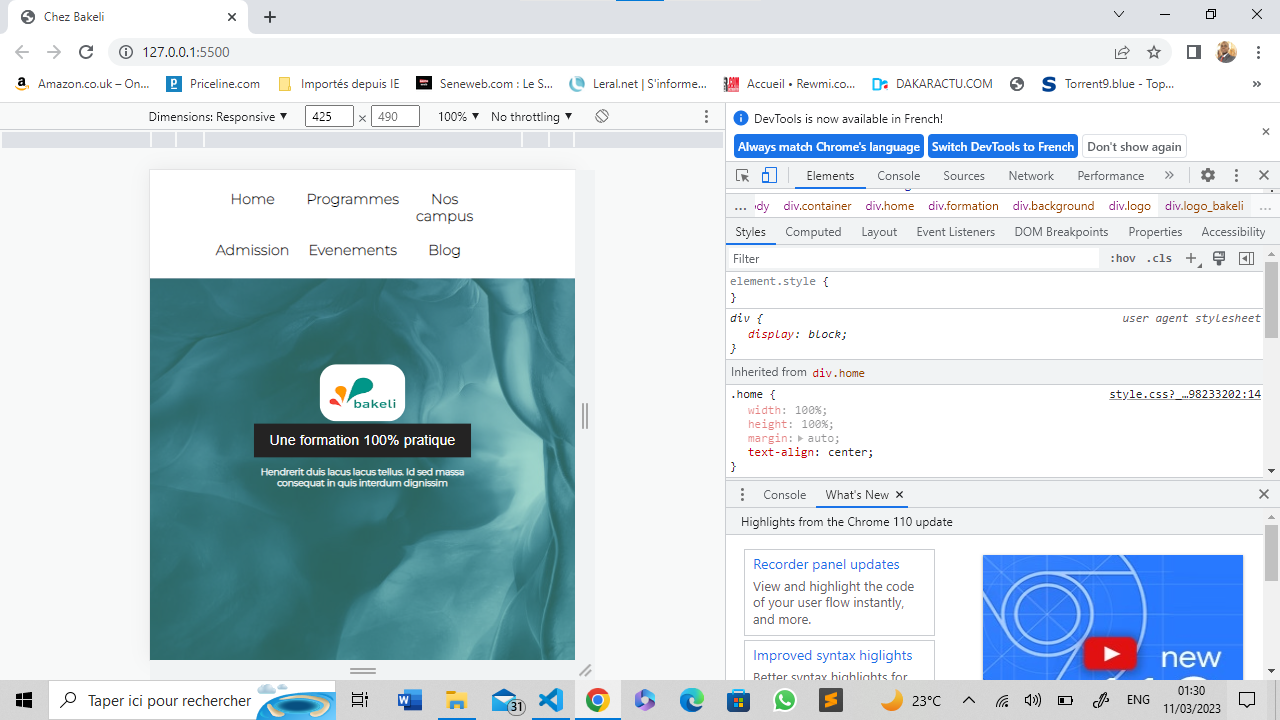 Chez Bakeli
127.0.0.1:5500
Amazon.co.uk – On...
Priceline.com
Importés depuis IE
Seneweb.com : Le S...
Leral.net | S'informe...
Accueil • Rewmi.co...
DAKARACTU.COM
Torrent9.blue - Top...
»
Dimensions: Responsive ▼ 425 × 490 100% ▼ No throttling ▼
Home Programmes Nos campus
Admission Evenements Blog
bakeli
Une formation 100% pratique
Hendrerit duis lacus lacus tellus. Id sed massa
consequat in quis interdum dignissim
DevTools is now available in French!
Always match Chrome's language Switch DevTools to French Don't show again
Elements Console Sources Network Performance »
... ody div.container div.home div.formation div.background div.logo div.logo_bakeli ...
Styles Computed Layout Event Listeners DOM Breakpoints Properties Accessibility
Filter :hov .cls
element.style {
}
div { user agent stylesheet
display: block;
}
Inherited from div.home
.home { style.css?_…98233202:14
width: 100%;
height: 100%;
margin: auto;
text-align: center;
}
Console What's New
Highlights from the Chrome 110 update
Recorder panel updates
View and highlight the code
of your user flow instantly,
and more.
Improved syntax higlights
Better syntax highlights for
new
Taper ici pour rechercher
31
23°C
ENG
01:30
11/03/2023